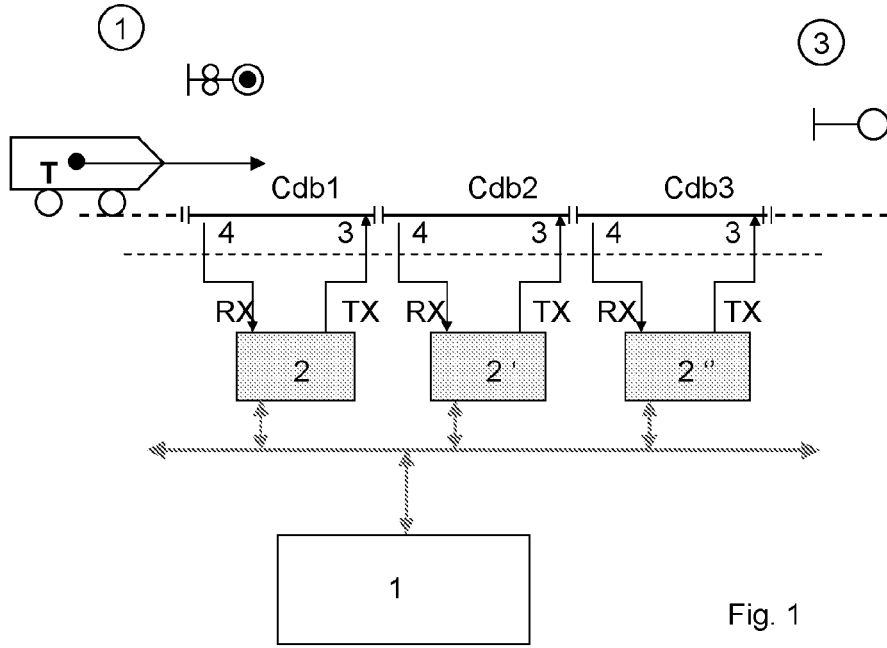 1
3
T
Cdb1 Cdb2 Cdb3
4 3 4 3 4 3
RX TX RX TX RX TX
2 2 ‘ 2 “
1
Fig. 1